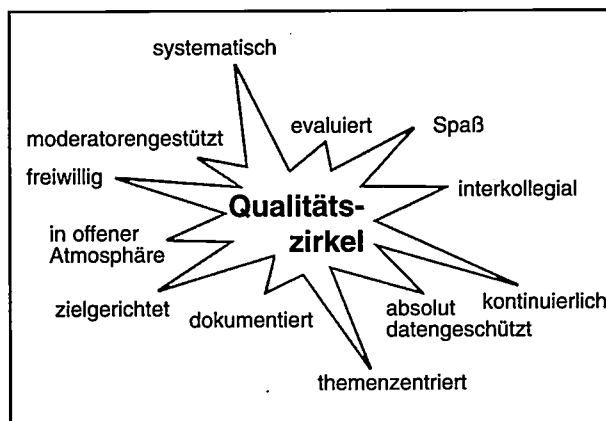 systematisch
evaluiert
Spaß
moderatorengestützt
freiwillig
interkollegial
Qualitäts-
zirkel
in offener
Atmosphäre
zielgerichtet
dokumentiert
absolut
datengeschützt
kontinuierlich
themenzentriert